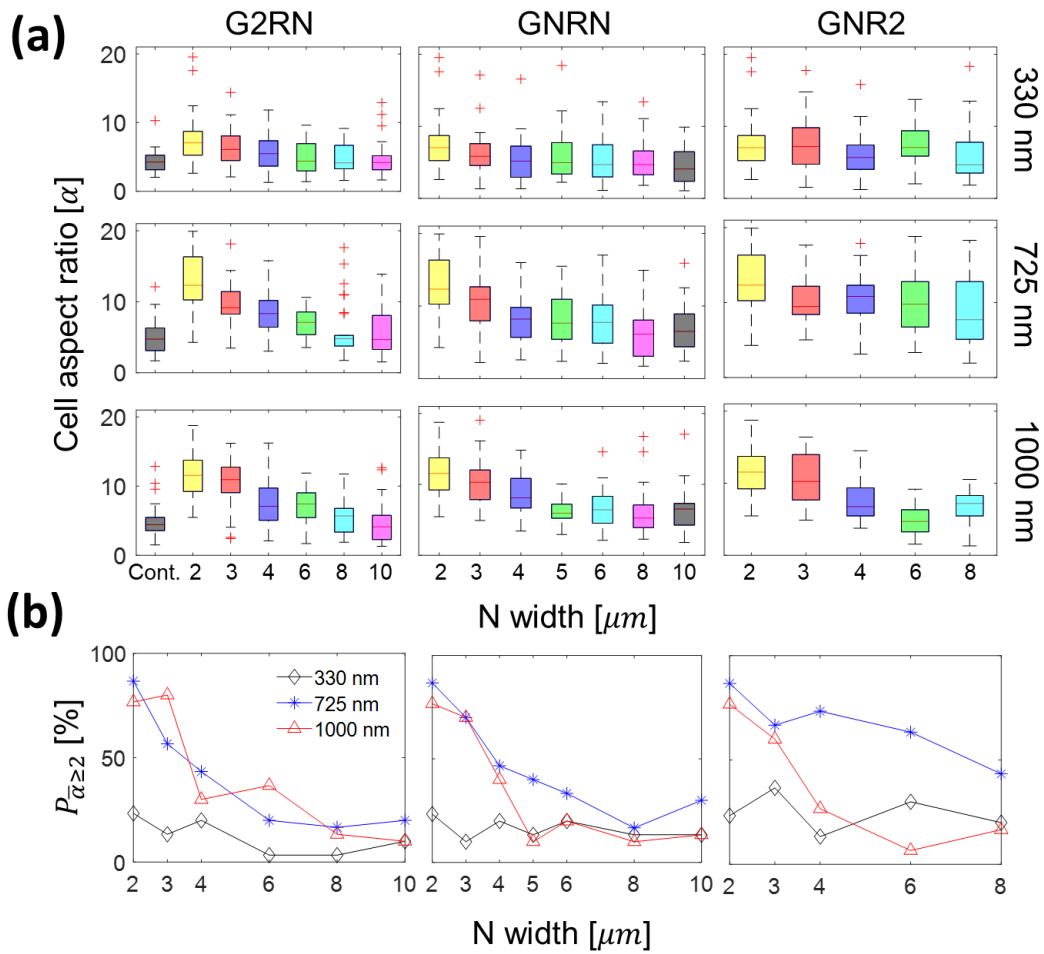 (a)
G2RN GNRN GNR2
20
10
0
330 nm
Cell aspect ratio [α]
20
10
0
725 nm
20
10
0
1000 nm
Cont. 2 3 4 6 8 10 2 3 4 5 6 8 10 2 3 4 6 8
N width [μm]
(b)
100
50
0
P_ᾱ≥2 [%]
330 nm
725 nm
1000 nm
2 3 4 6 8 10 2 3 4 5 6 8 10 2 3 4 6 8
N width [μm]